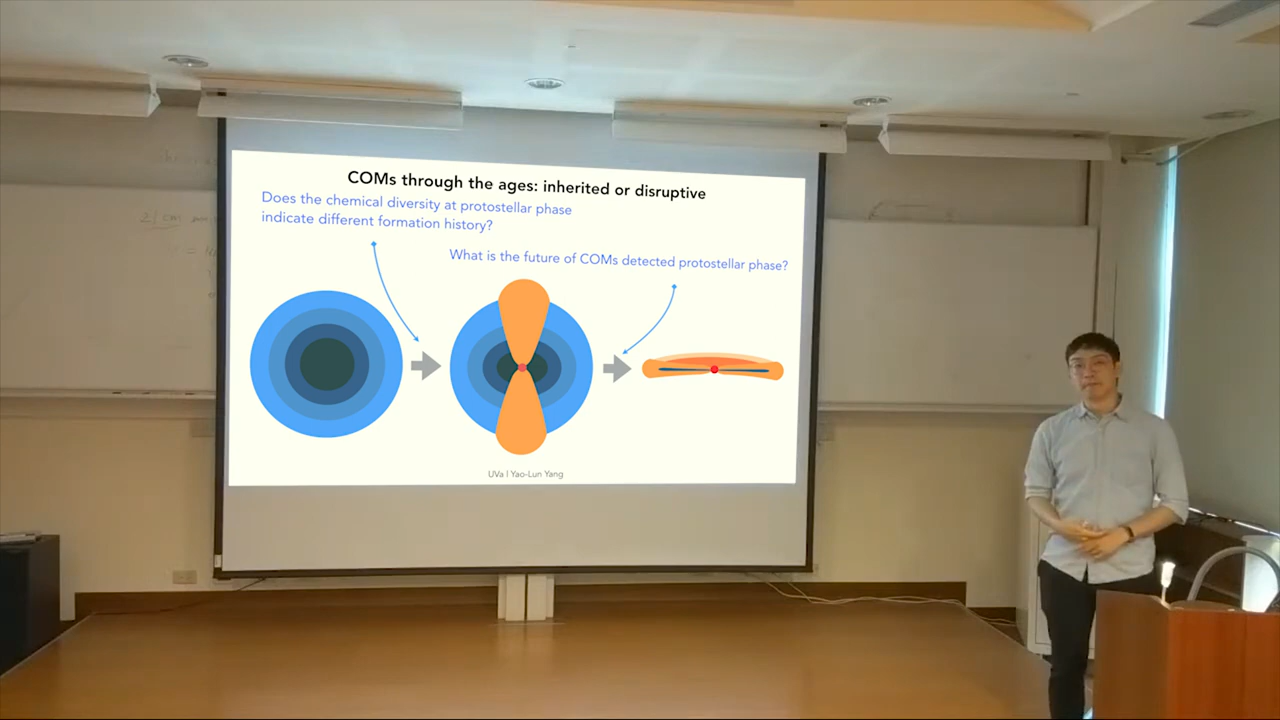 COMs through the ages: inherited or disruptive
Does the chemical diversity at protostellar phase
indicate different formation history?
What is the future of COMs detected protostellar phase?
UVa | Yao-Lun Yang